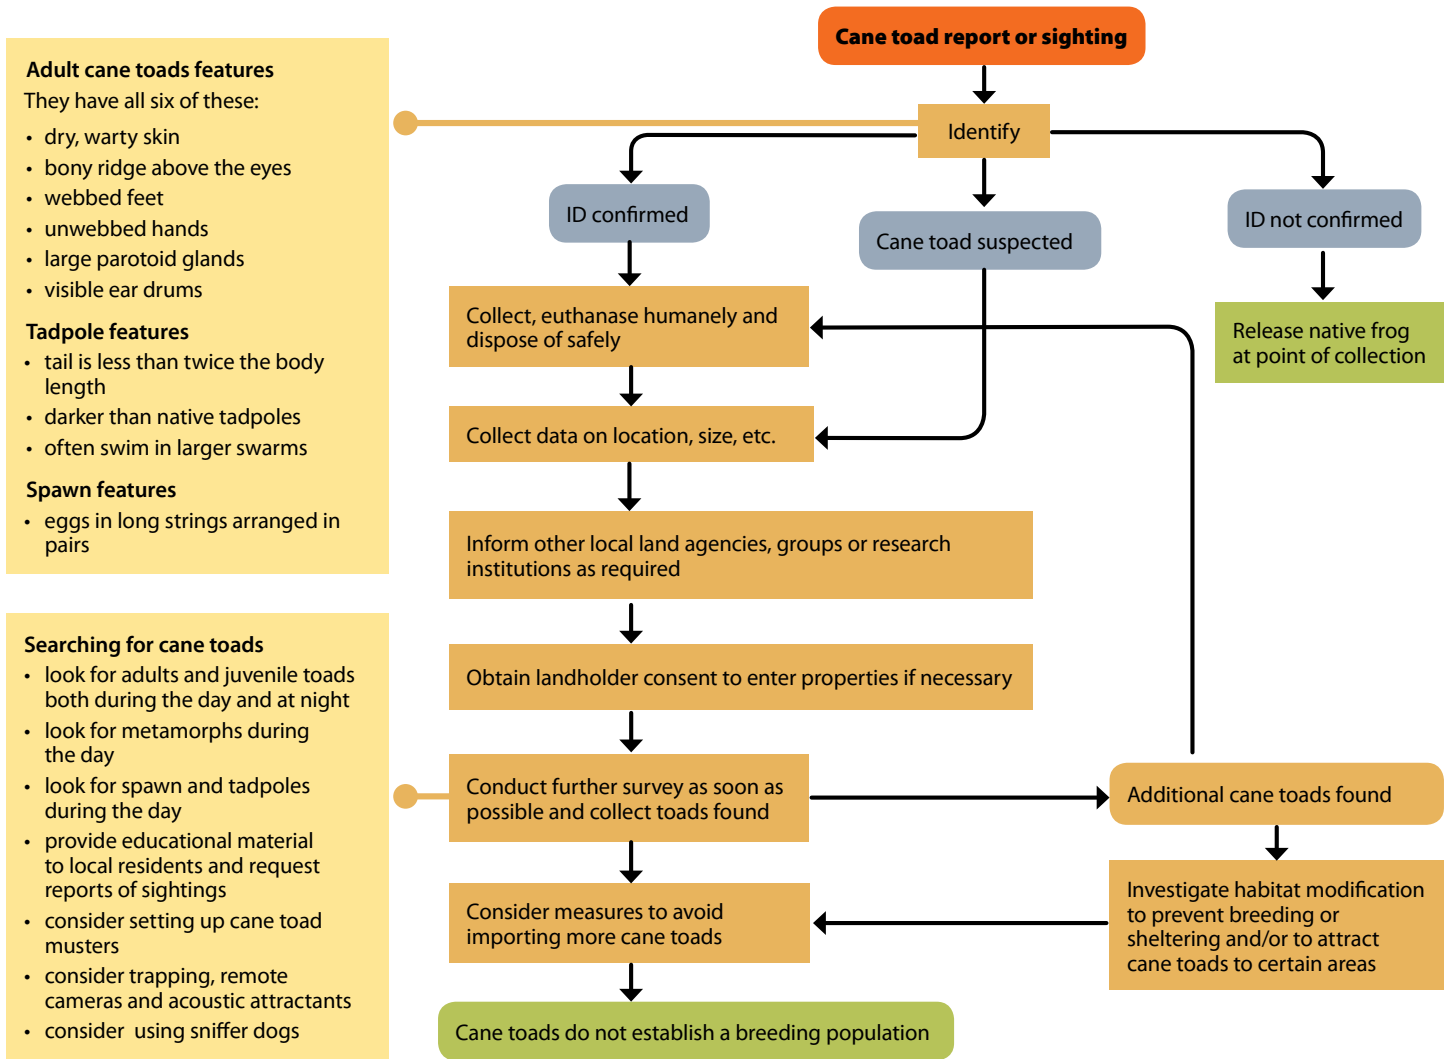 Cane toad report or sighting
Adult cane toads features
They have all six of these:
• dry, warty skin
• bony ridge above the eyes
• webbed feet
• unwebbed hands
• large parotoid glands
• visible ear drums
Tadpole features
• tail is less than twice the body
length
• darker than native tadpoles
• often swim in larger swarms
Spawn features
• eggs in long strings arranged in
pairs
Identify
ID confirmed
Cane toad suspected
ID not confirmed
Collect, euthanase humanely and
dispose of safely
Release native frog
at point of collection
Collect data on location, size, etc.
Inform other local land agencies, groups or research
institutions as required
Obtain landholder consent to enter properties if necessary
Searching for cane toads
• look for adults and juvenile toads
both during the day and at night
• look for metamorphs during
the day
• look for spawn and tadpoles
during the day
• provide educational material
to local residents and request
reports of sightings
• consider setting up cane toad
musters
• consider trapping, remote
cameras and acoustic attractants
• consider using sniffer dogs
Conduct further survey as soon as
possible and collect toads found
Additional cane toads found
Consider measures to avoid
importing more cane toads
Investigate habitat modification
to prevent breeding or
sheltering and/or to attract
cane toads to certain areas
Cane toads do not establish a breeding population